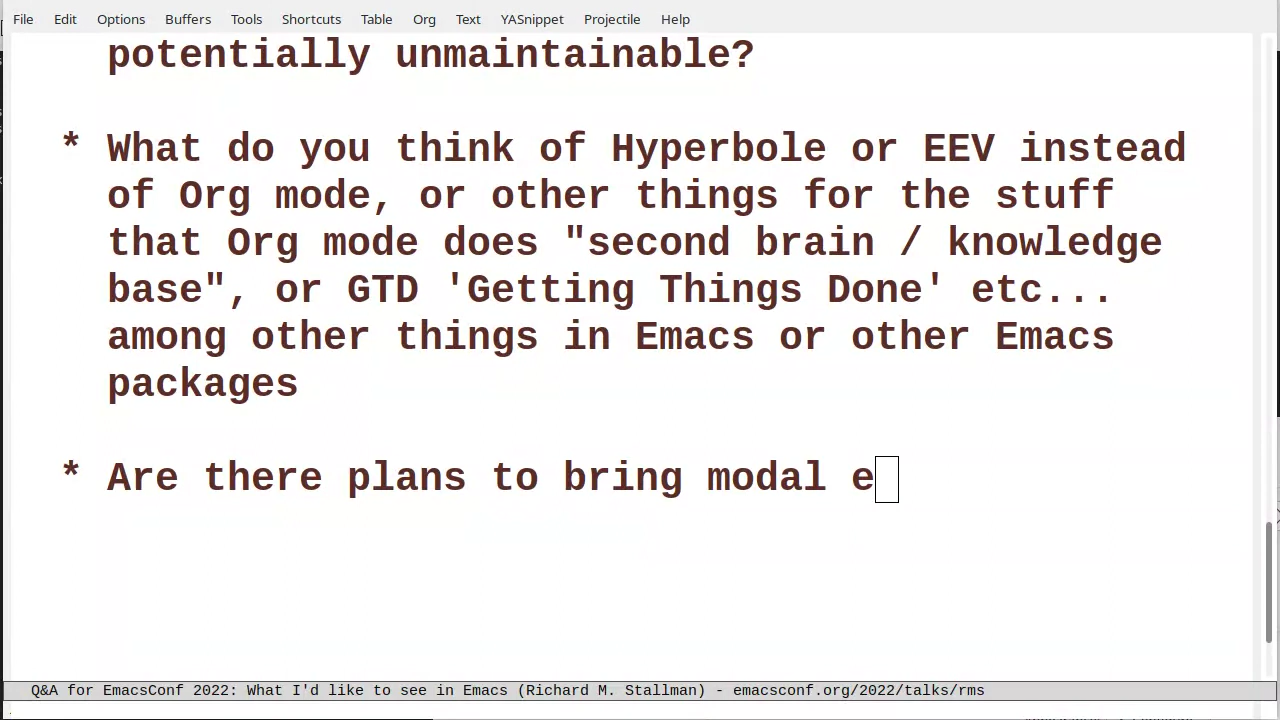 File Edit Options Buffers Tools Shortcuts Table Org Text YASnippet Projectile Help
potentially unmaintainable?
* What do you think of Hyperbole or EEV instead
of Org mode, or other things for the stuff
that Org mode does "second brain / knowledge
base", or GTD 'Getting Things Done' etc...
among other things in Emacs or other Emacs
packages
* Are there plans to bring modal e
Q&A for EmacsConf 2022: What I'd like to see in Emacs (Richard M. Stallman) - emacsconf.org/2022/talks/rms